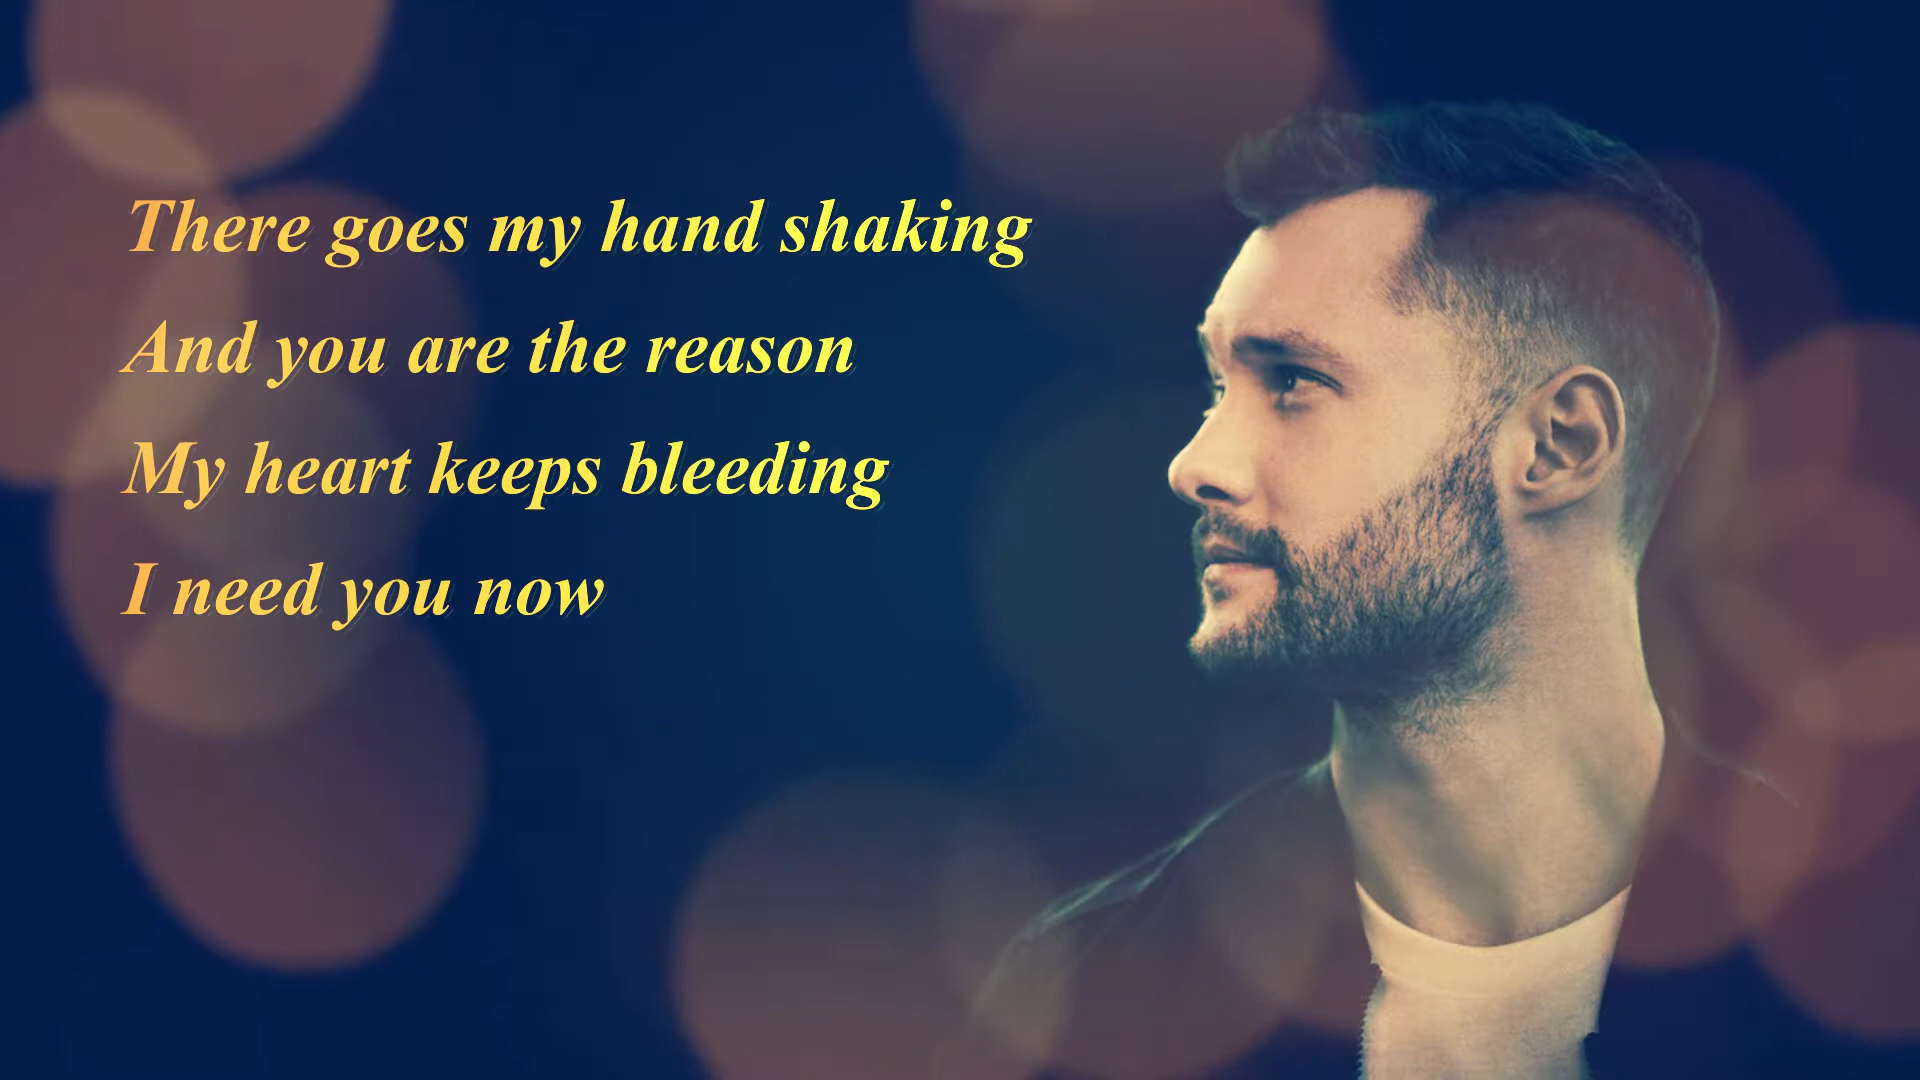 There goes my hand shaking
And you are the reason
My heart keeps bleeding
I need you now